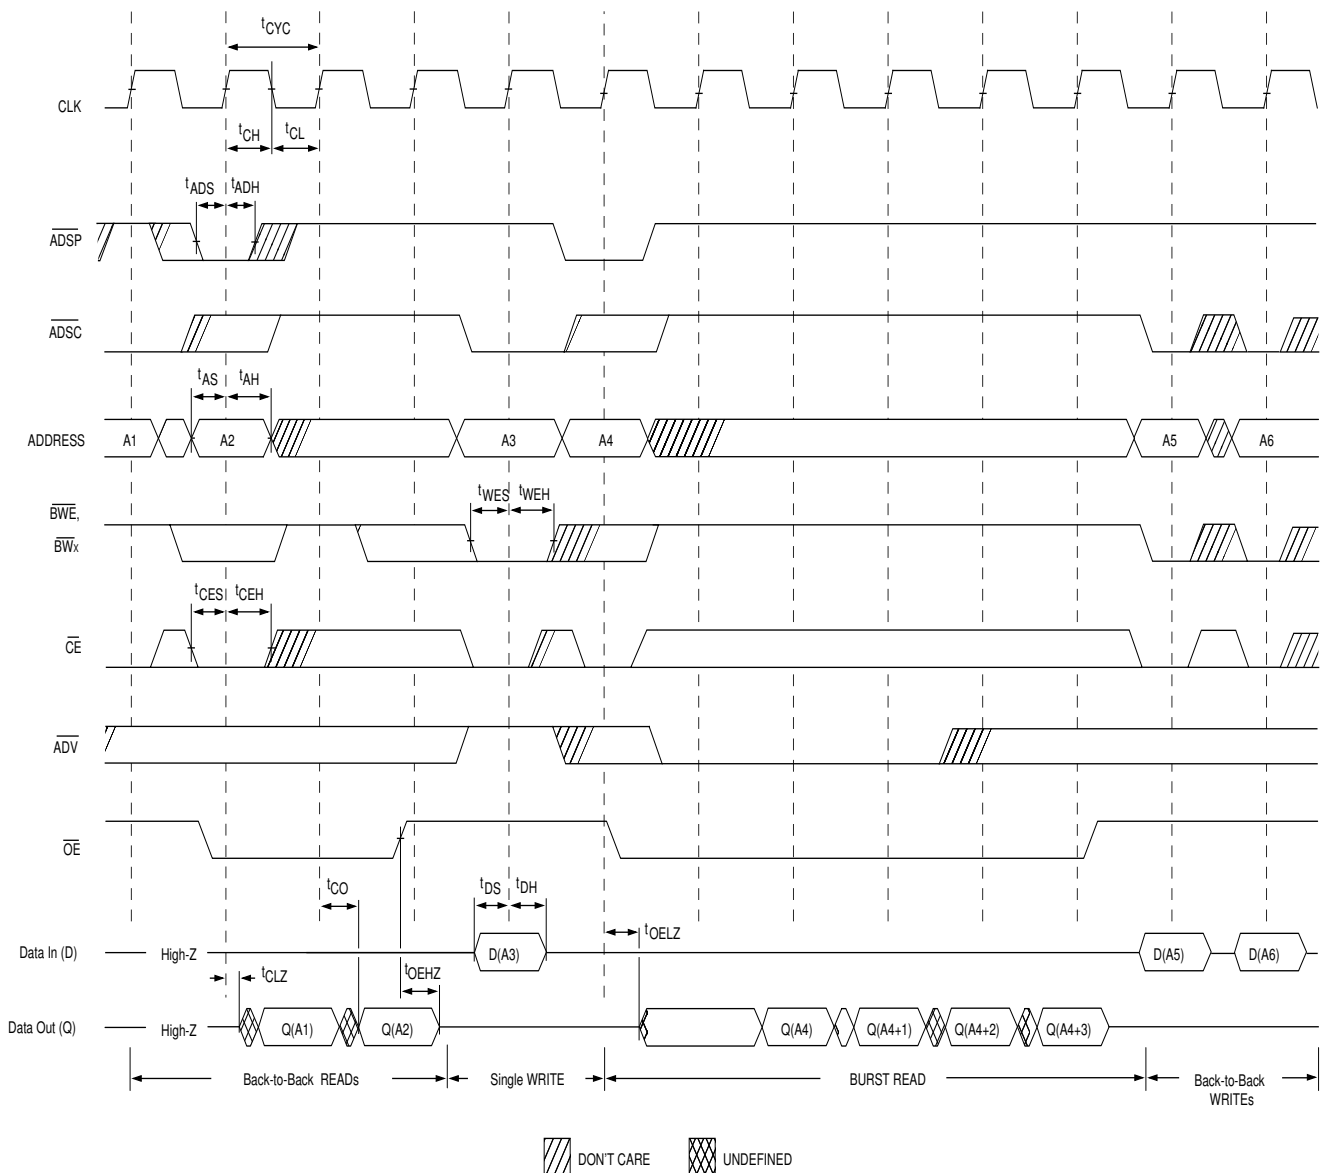 tCYC
CLK
tCH tCL
tADS tADH
ADSP
ADSC
tAS tAH
ADDRESS A1 A2 A3 A4 A5 A6
tWES tWEH
BWE,
BWX
tCES tCEH
CE
ADV
OE
tCO tDS tDH
tOELZ
Data In (D) High-Z D(A3) D(A5) D(A6)
tCLZ tOEHZ
Data Out (Q) High-Z Q(A1) Q(A2) Q(A4) Q(A4+1) Q(A4+2) Q(A4+3)
Back-to-Back READs Single WRITE BURST READ Back-to-Back
WRITEs
DON'T CARE UNDEFINED